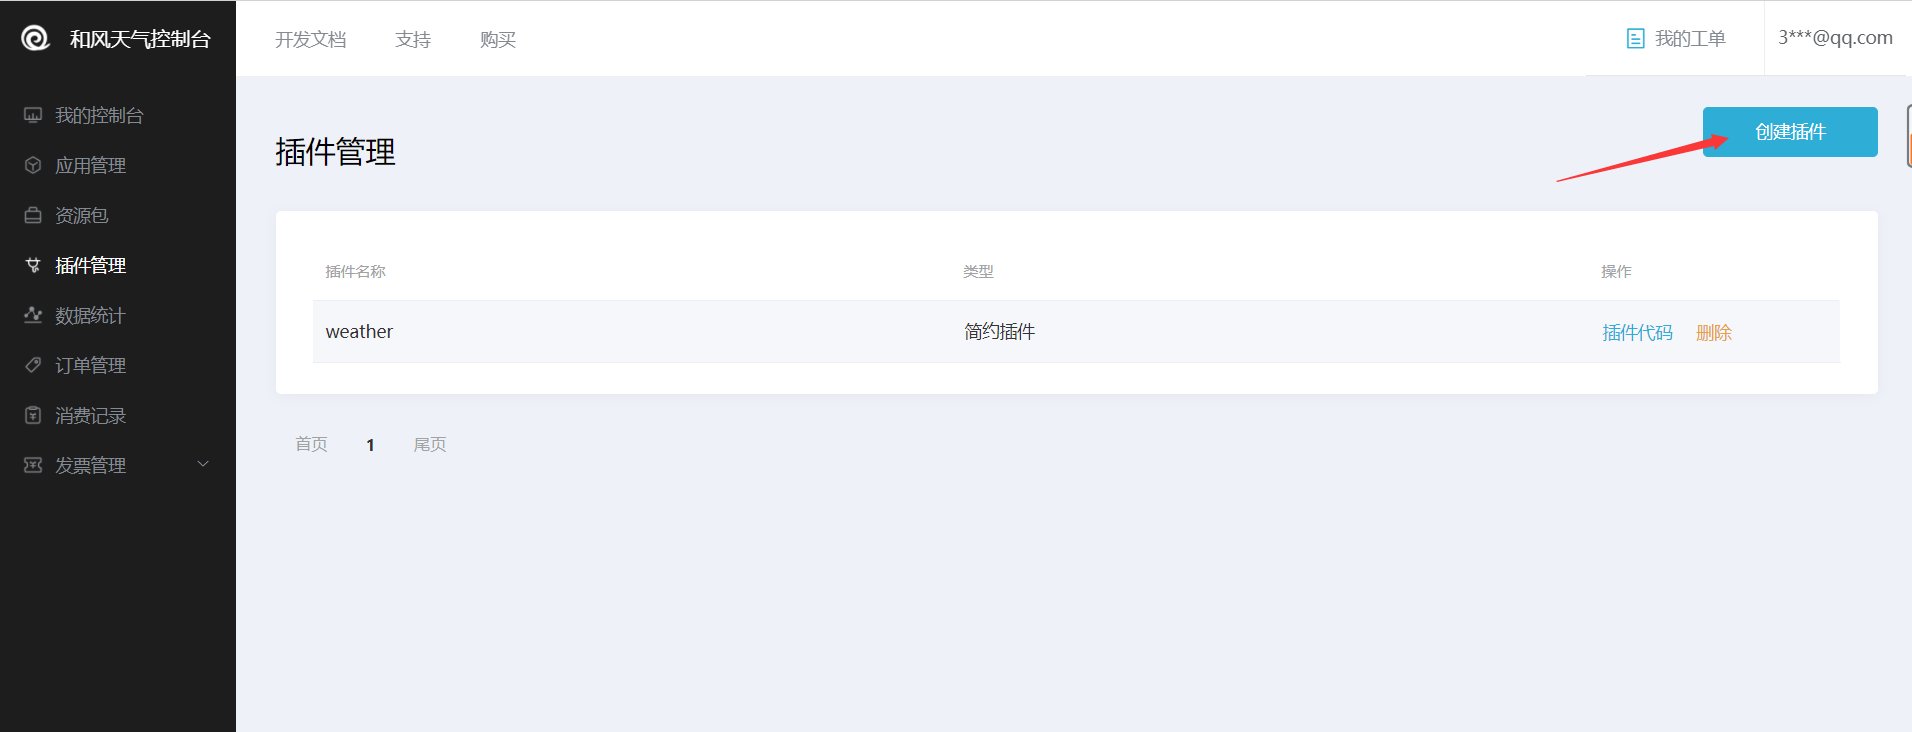 和风天气控制台
开发文档 支持 购买
我的工单 3***@qq.com
我的控制台
应用管理
资源包
插件管理
数据统计
订单管理
消费记录
发票管理
插件管理
创建插件
插件名称 类型 操作
weather 简约插件 插件代码 删除
首页 1 尾页